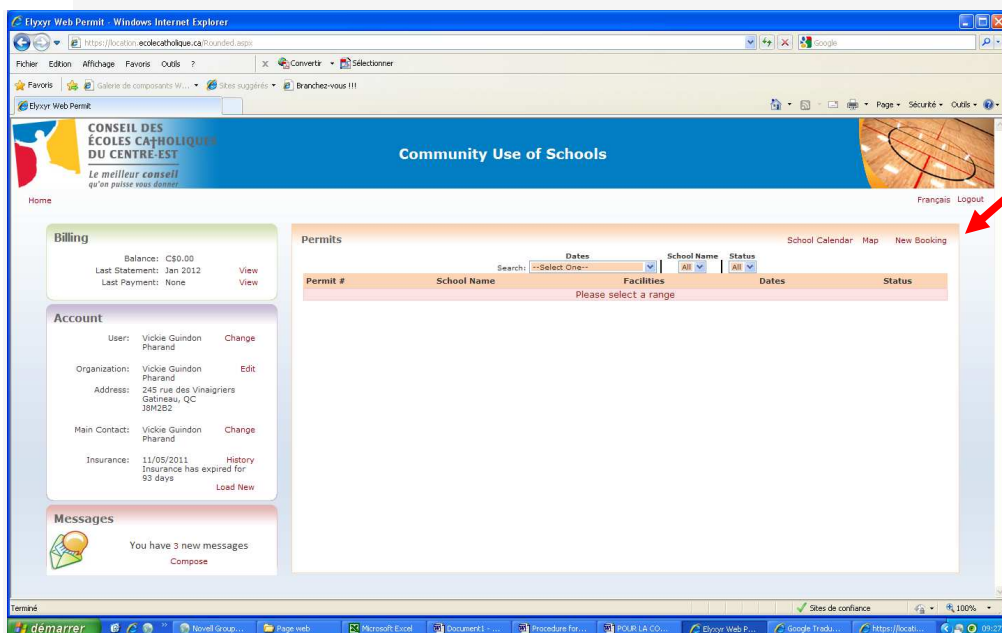 Elyxyr Web Permit - Windows Internet Explorer
https://location.ecolecatholique.ca/Rounded.aspx
Google
Fichier Edition Affichage Favoris Outils ?
x Convertir Sélectionner
Favoris Galerie de composants W... Sites suggérés Branchez-vous !!!
Elyxyr Web Permit
Page Sécurité Outils
CONSEIL DES
ÉCOLES CATHOLIQUES
DU CENTRE-EST
Le meilleur conseil
qu'on puisse vous donner
Community Use of Schools
Home
Français Logout
Billing
Balance: C$0.00
Last Statement: Jan 2012 View
Last Payment: None View
Account
User: Vickie Guindon Change
Pharand
Organization: Vickie Guindon Edit
Pharand
Address: 245 rue des Vinaigriers
Gatineau, QC
J8M2B2
Main Contact: Vickie Guindon Change
Pharand
Insurance: 11/05/2011 History
Insurance has expired for
93 days
Load New
Messages
You have 3 new messages
Compose
Permits
School Calendar Map New Booking
Dates School Name Status
Search: --Select One-- All All
Permit # School Name Facilities Dates Status
Please select a range
Terminé
Sites de confiance
100%
démarrer
Novell Group...
Page web
Microsoft Excel
Document1 - ...
Procedure for...
POUR LA CO...
Elyxyr Web P...
Google Tradu...
https://locati...
09:27